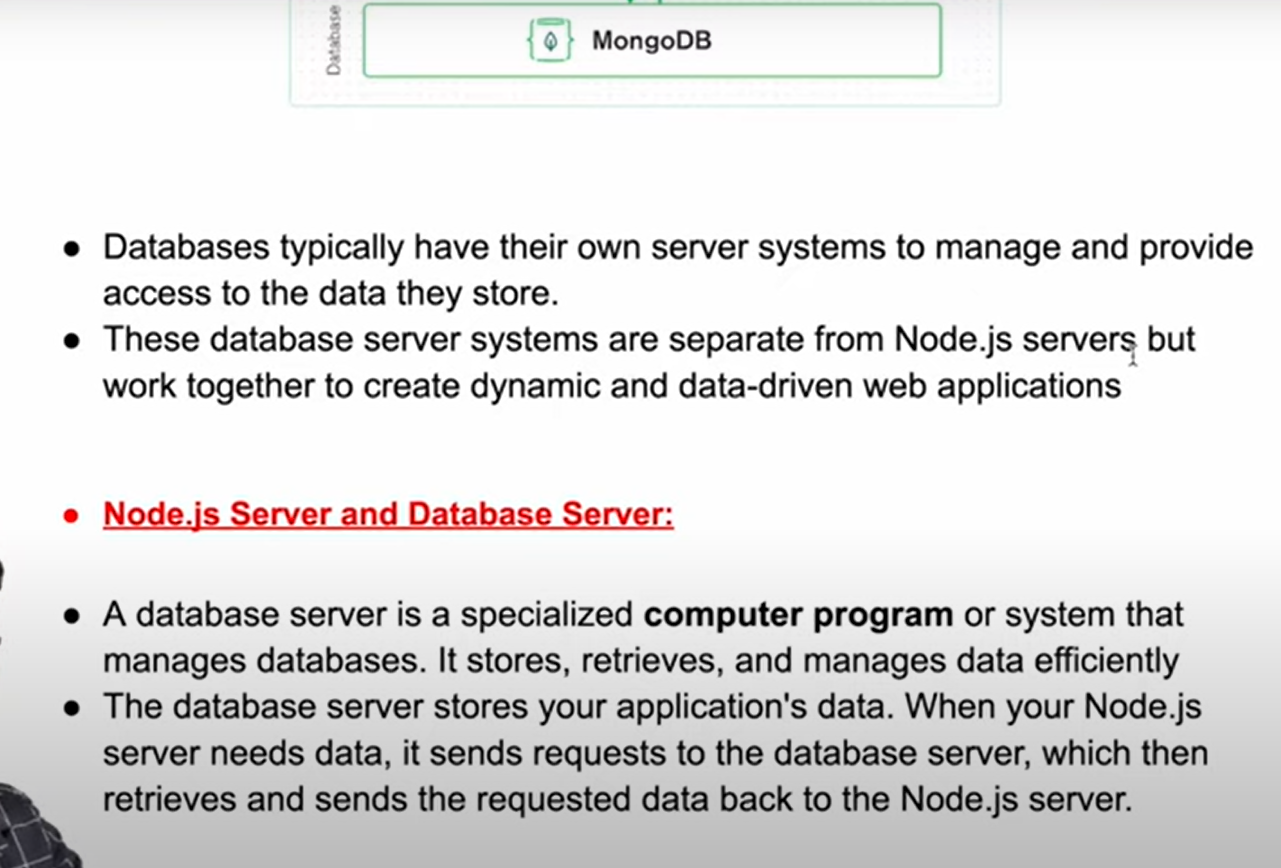 Database
MongoDB
● Databases typically have their own server systems to manage and provide
access to the data they store.
● These database server systems are separate from Node.js servers but
work together to create dynamic and data-driven web applications
● Node.js Server and Database Server:
● A database server is a specialized computer program or system that
manages databases. It stores, retrieves, and manages data efficiently
● The database server stores your application's data. When your Node.js
server needs data, it sends requests to the database server, which then
retrieves and sends the requested data back to the Node.js server.